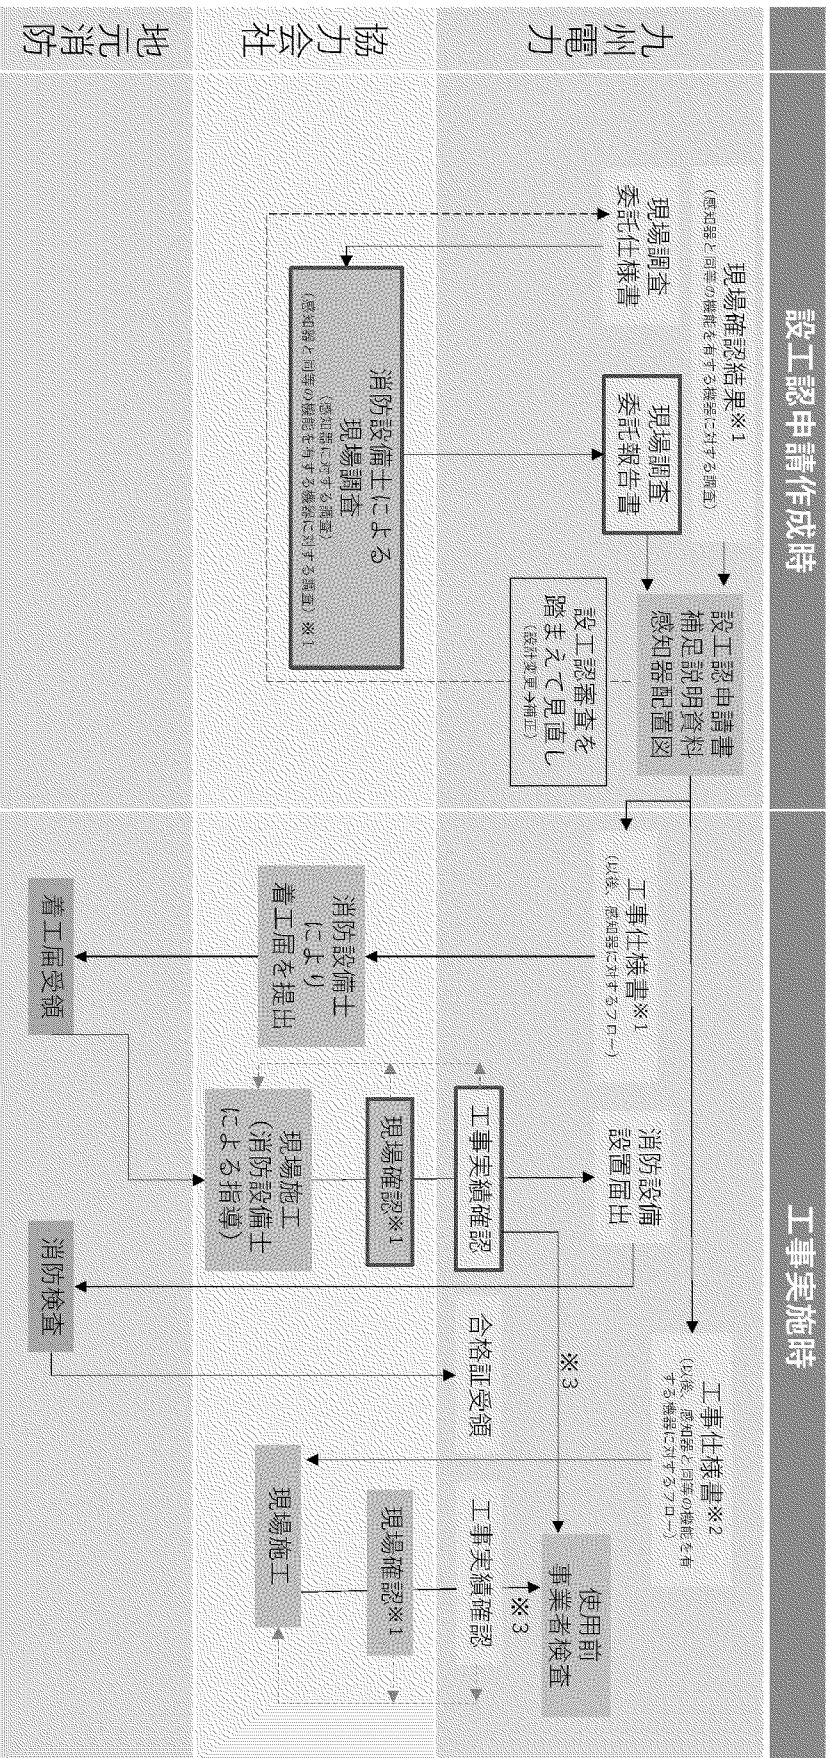 設工認申請作成時
工事実施時
九州
電力
協力会社
地元消防
現場確認結果※1
(感知器と同等の機能を有する機器に対する調査)
現場調査
委託仕様書
現場調査
委託報告書
設工認申請書
補足説明資料
感知器配置図
設工認審査を
踏まえて見直し
(設計変更→補正)
消防設備士による
現場調査
(感知器に対する調査)
(感知器と同等の機能を有する機器に対する調査)※1
工事仕様書※1
(以後、感知器に対するフロー)
消防設備士
により
着工届を提出
着工届受領
消防設備
設置届出
工事実績確認
現場確認※1
現場施工
(消防設備士
による指導)
消防検査
合格証受領
※3
工事仕様書※2
(以後、感知器と同等の機能を有
する機器に対するフロー)
使用前
事業者検査
※3
工事実績確認
現場確認※1
現場施工